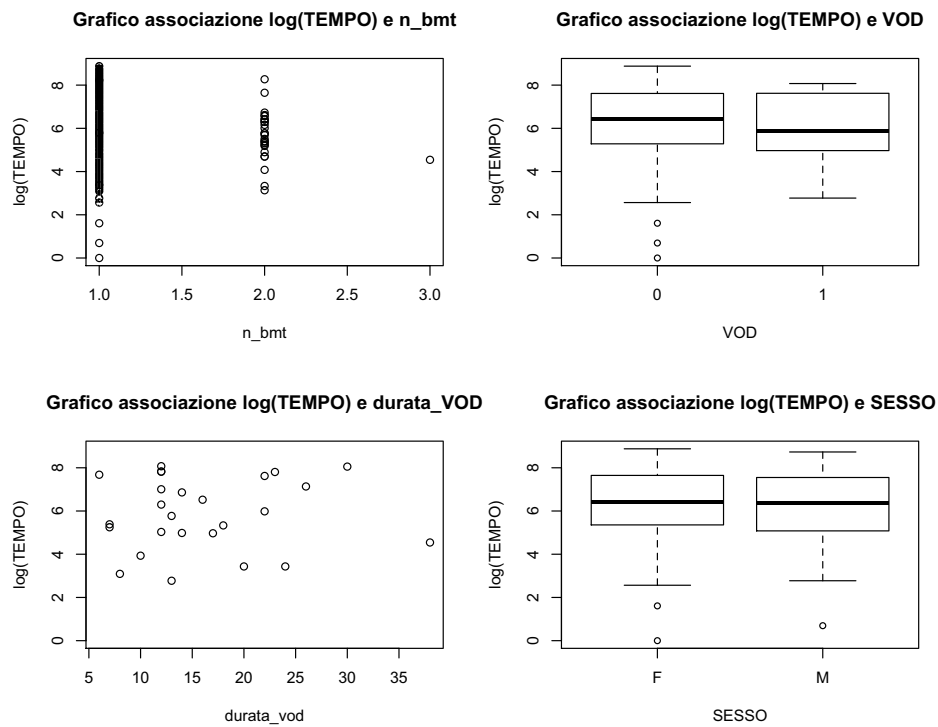 Grafico associazione log(TEMPO) e n_bmt
log(TEMPO)
8
6
4
2
0
1.0 1.5 2.0 2.5 3.0
n_bmt
Grafico associazione log(TEMPO) e VOD
log(TEMPO)
8
6
4
2
0
0 1
VOD
Grafico associazione log(TEMPO) e durata_VOD
log(TEMPO)
8
6
4
2
0
5 10 15 20 25 30 35
durata_vod
Grafico associazione log(TEMPO) e SESSO
log(TEMPO)
8
6
4
2
0
F M
SESSO